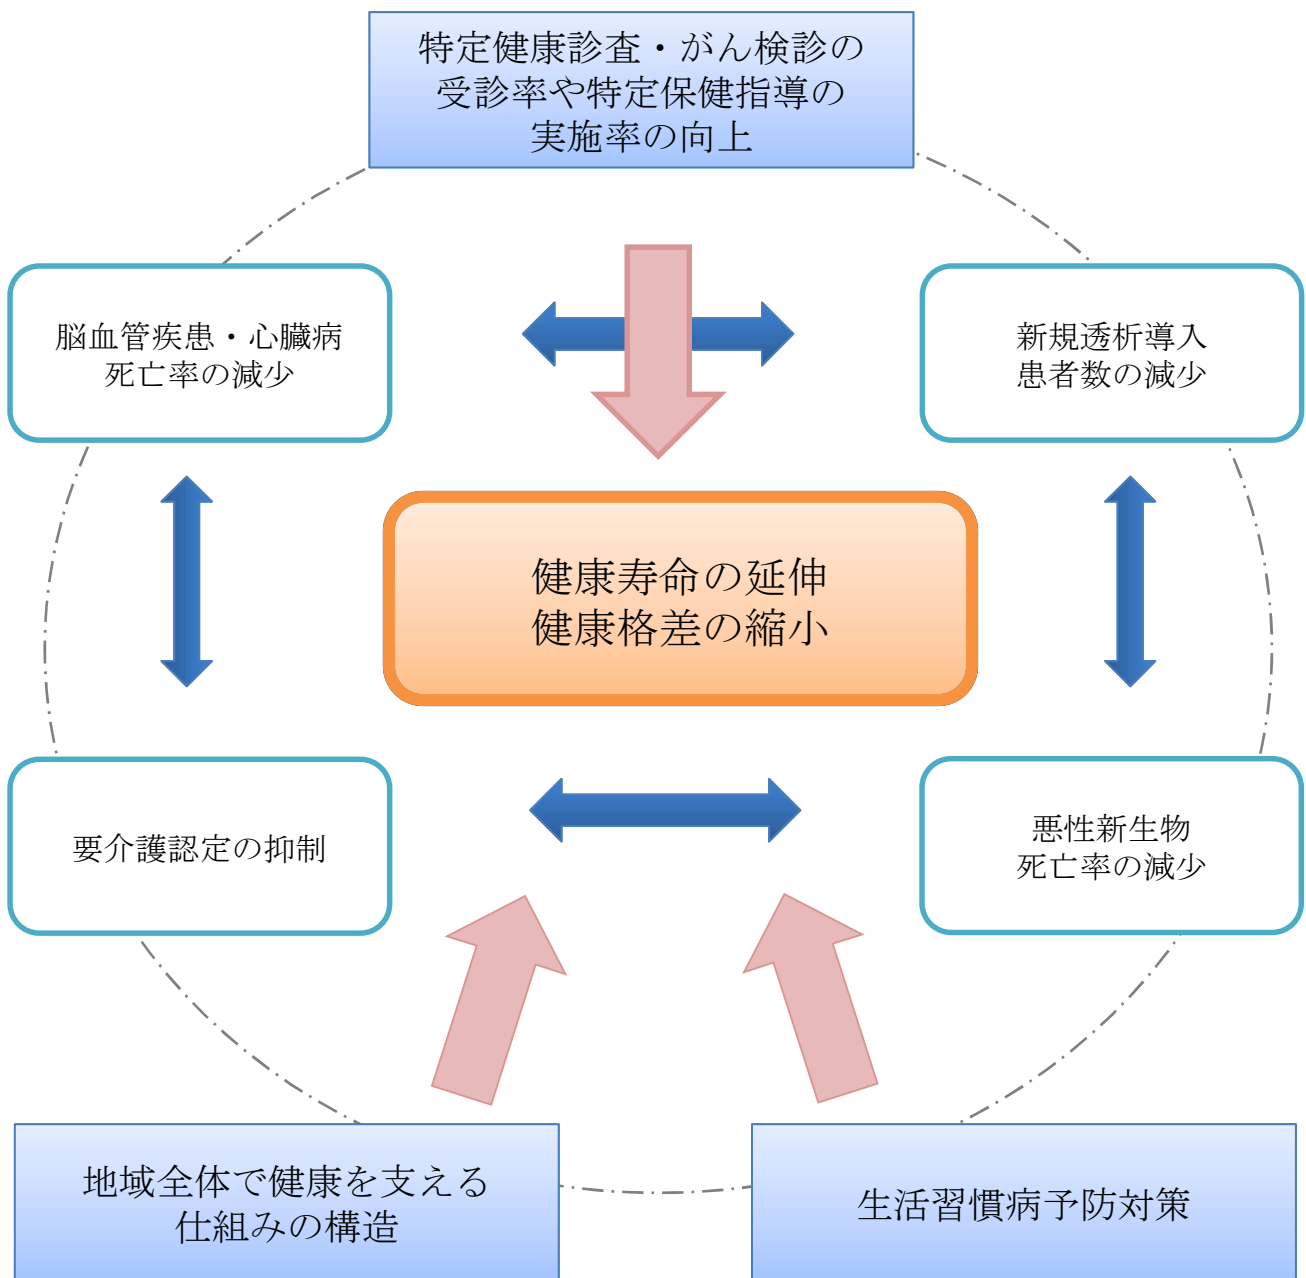 特定健康診査・がん検診の
受診率や特定保健指導の
実施率の向上
脳血管疾患・心臓病
死亡率の減少
新規透析導入
患者数の減少
健康寿命の延伸
健康格差の縮小
要介護認定の抑制
悪性新生物
死亡率の減少
地域全体で健康を支える
仕組みの構造
生活習慣病予防対策